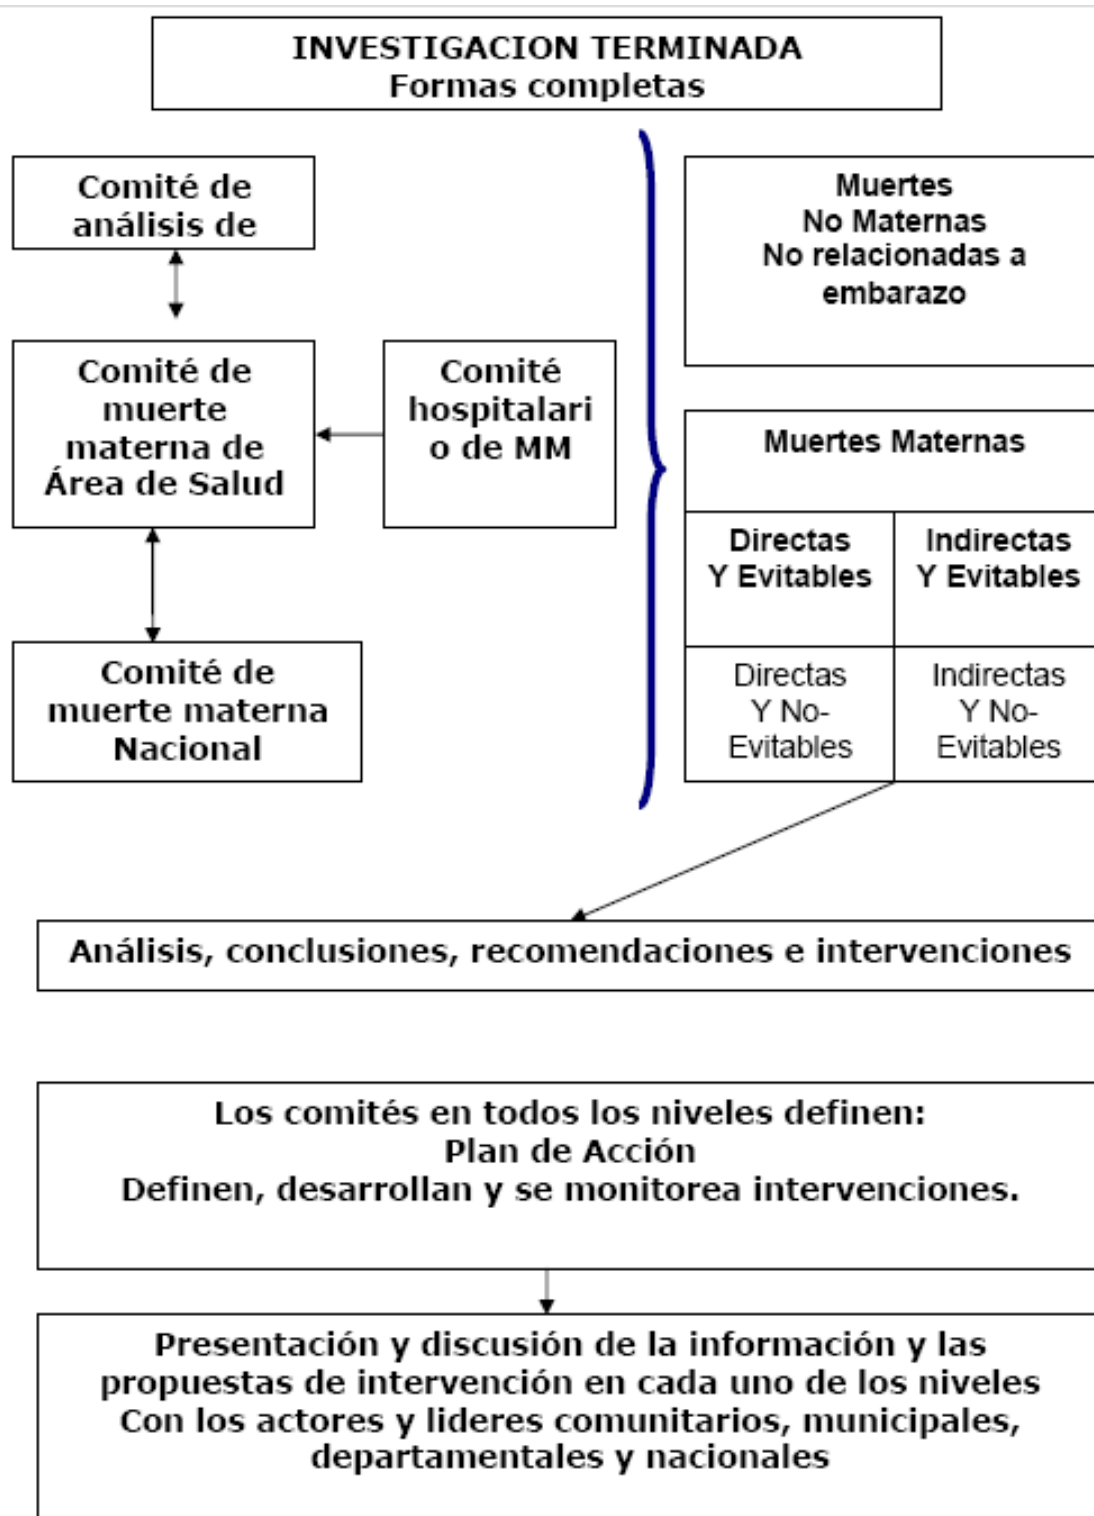 INVESTIGACION TERMINADA
Formas completas
Comité de
análisis de
Comité de
muerte
materna de
Área de Salud
Comité
hospitalari
o de MM
Comité de
muerte materna
Nacional
Muertes
No Maternas
No relacionadas a
embarazo
Muertes Maternas
Directas
Y Evitables
Indirectas
Y Evitables
Directas
Y No-
Evitables
Indirectas
Y No-
Evitables
Análisis, conclusiones, recomendaciones e intervenciones
Los comités en todos los niveles definen:
Plan de Acción
Definen, desarrollan y se monitorea intervenciones.
Presentación y discusión de la información y las
propuestas de intervención en cada uno de los niveles
Con los actores y lideres comunitarios, municipales,
departamentales y nacionales